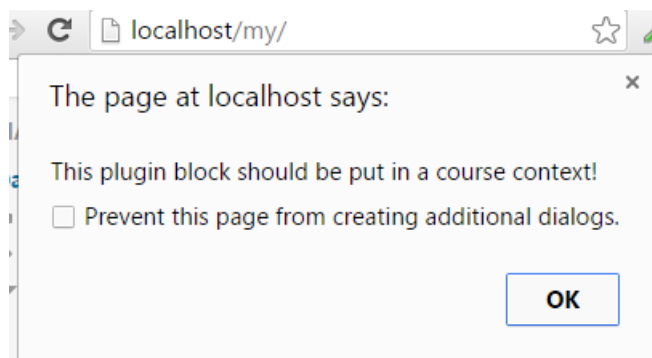 localhost/my/
The page at localhost says:
This plugin block should be put in a course context!
Prevent this page from creating additional dialogs.
OK